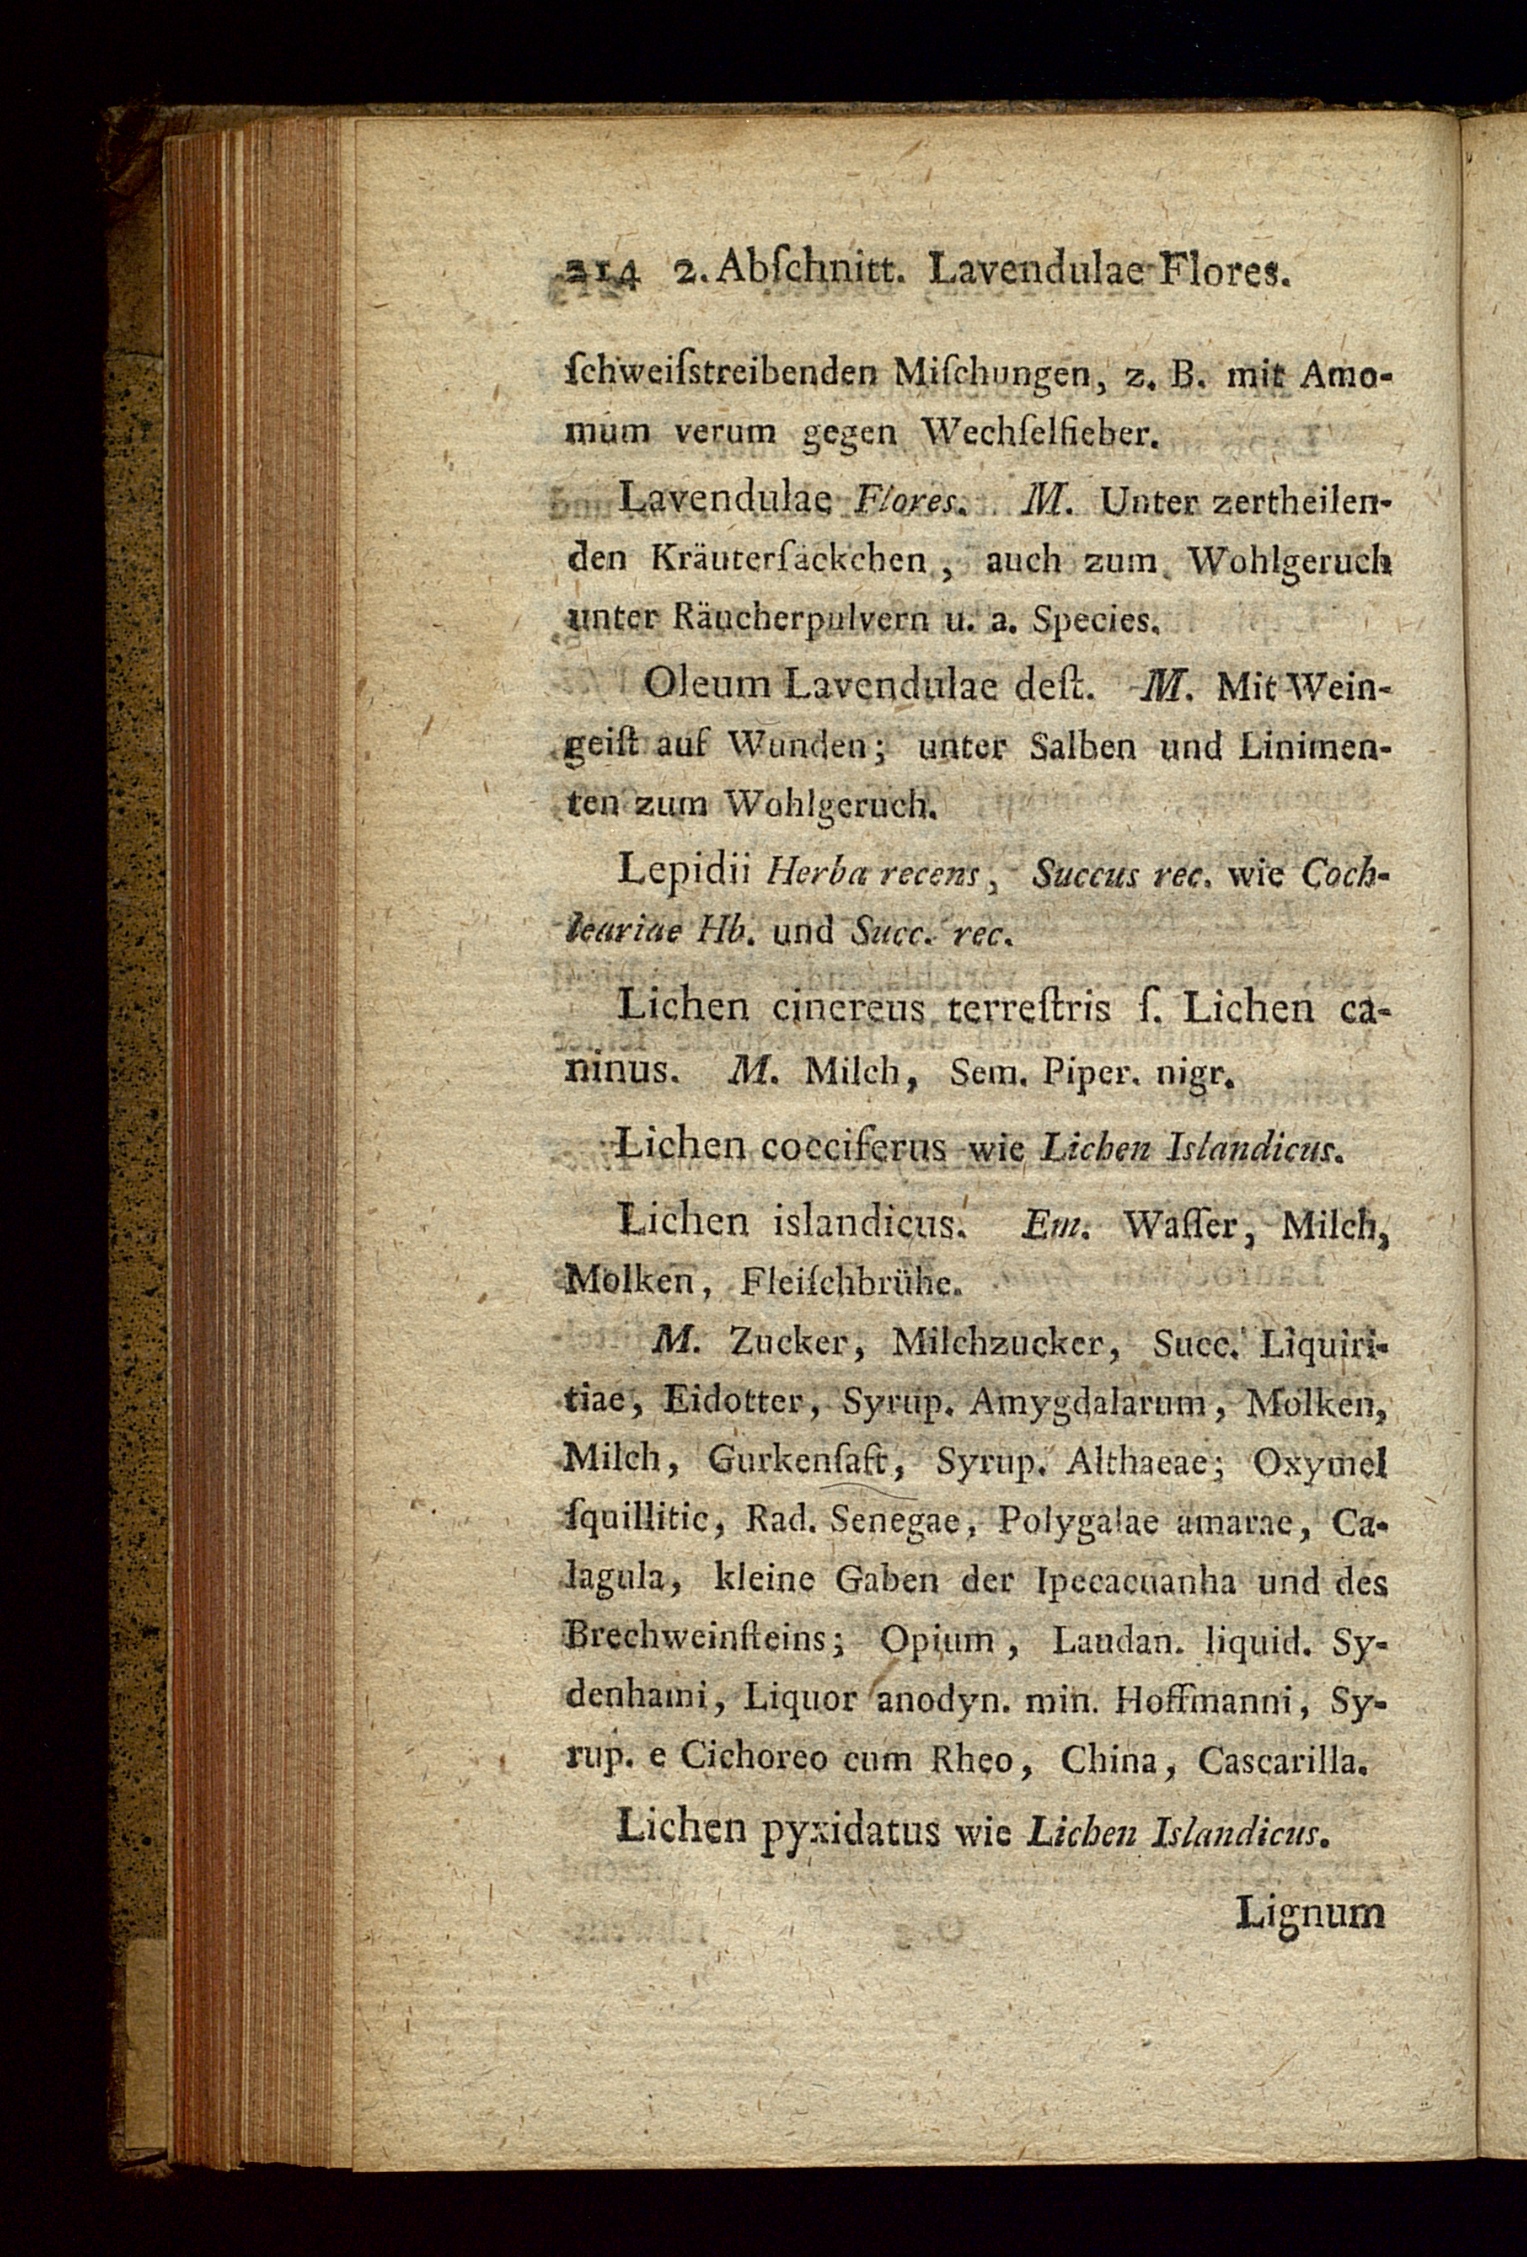 214 2. Abſchnitt. Lavendulae Flores.
ſchweiſstreibenden Miſchungen, z. B. mit Amo-
mum verum gegen Wechſelfieber.
Lavendulae Flores. M. Unter zertheilen-
den Kräuterſäckchen, auch zum Wohlgeruch
unter Räucherpulvern u. a. Species.
Oleum Lavendulae deſt. M. Mit Wein-
geiſt auf Wunden; unter Salben und Linimen-
ten zum Wohlgeruch.
Lepidii Herba recens, Succus rec. wie Coch-
leariae Hb. und Succ. rec.
Lichen cinereus terreſtris ſ. Lichen ca-
ninus. M. Milch, Sem. Piper. nigr.
Lichen cocciferus wie Lichen Islandicus.
Lichen islandicus. Em. Waſſer, Milch,
Molken, Fleiſchbrühe.
M. Zucker, Milchzucker, Succ. Liquiri-
tiae, Eidotter, Syrup. Amygdalarum, Molken,
Milch, Gurkenſaft, Syrup. Althaeae; Oxymel
ſquillitic, Rad. Senegae, Polygalae amarae, Ca-
lagula, kleine Gaben der Ipecacuanha und des
Brechweinſteins; Opium, Laudan. liquid. Sy-
denhami, Liquor anodyn. min. Hoffmanni, Sy-
rup. e Cichoreo cum Rheo, China, Cascarilla.
Lichen pyxidatus wie Lichen Islandicus.
Lignum